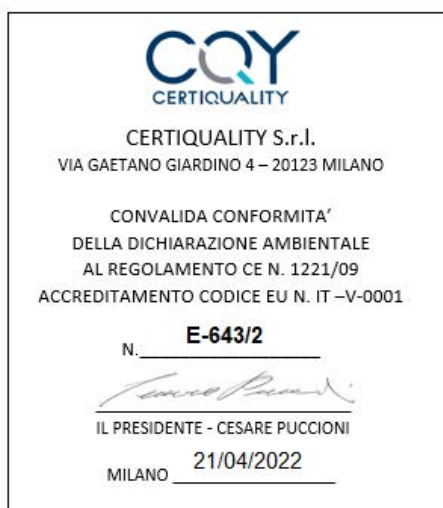 CQY
CERTIQUALITY
CERTIQUALITY S.r.l.
VIA GAETANO GIARDINO 4 – 20123 MILANO
CONVALIDA CONFORMITA’
DELLA DICHIARAZIONE AMBIENTALE
AL REGOLAMENTO CE N. 1221/09
ACCREDITAMENTO CODICE EU N. IT –V-0001
N. E-643/2
IL PRESIDENTE - CESARE PUCCIONI
MILANO 21/04/2022